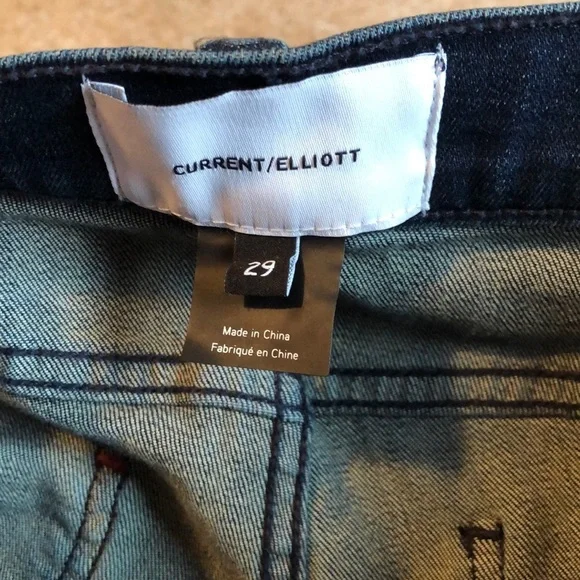 CURRENT/ELLIOTT
29
Made in China
Fabriqué en Chine